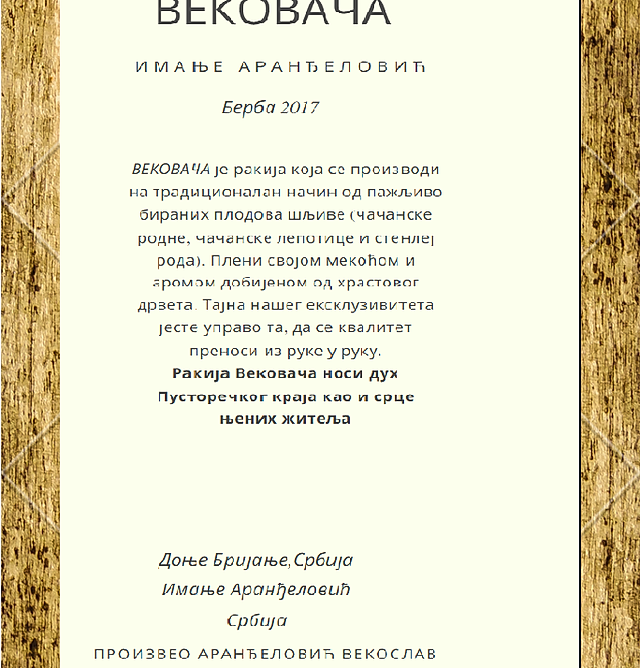 ВЕКОВАЧА
ИМАЊЕ АРАНЂЕЛОВИЋ
Берба 2017
ВЕКОВАЧА је ракија која се производи
на традиционалан начин од пажљиво
бираних плодова шљиве (чачанске
родне, чачанске лепотице и стенлеј
рода). Плени својом мекоћом и
аромом добијеном од храстовог
дрвета. Тајна нашег ексклузивитета
јесте управо та, да се квалитет
преноси из руке у руку.
Ракија Вековача носи дух
Пусторечког краја као и срце
њених житеља
Доње Бријање,Србија
Имање Аранђеловић
Србија
ПРОИЗВЕО АРАНЂЕЛОВИЋ ВЕКОСЛАВ